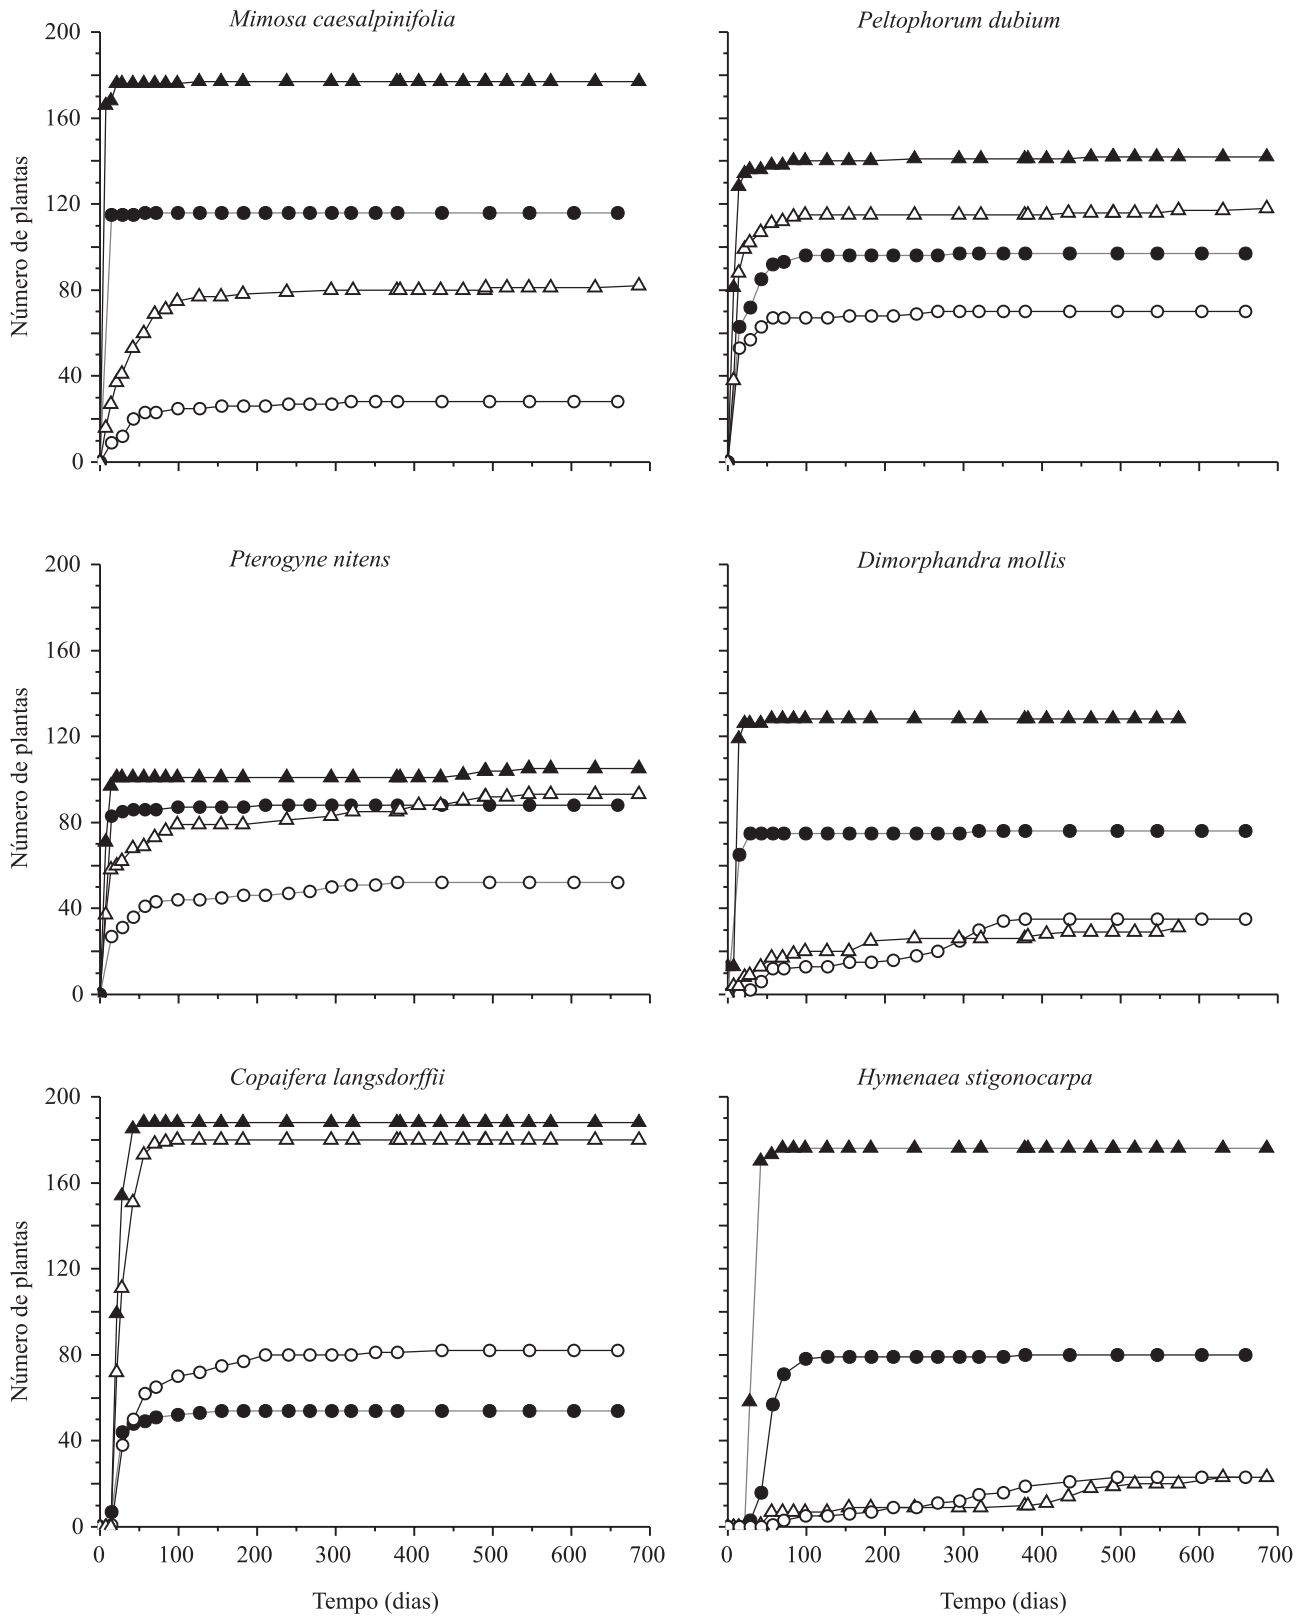 Mimosa caesalpinifolia
Peltophorum dubium
200
160
120
80
40
0
Número de plantas
Pterogyne nitens
Dimorphandra mollis
200
160
120
80
40
0
Número de plantas
Copaifera langsdorffii
Hymenaea stigonocarpa
200
160
120
80
40
0
Número de plantas
0 100 200 300 400 500 600 700
0 100 200 300 400 500 600 700
Tempo (dias)
Tempo (dias)